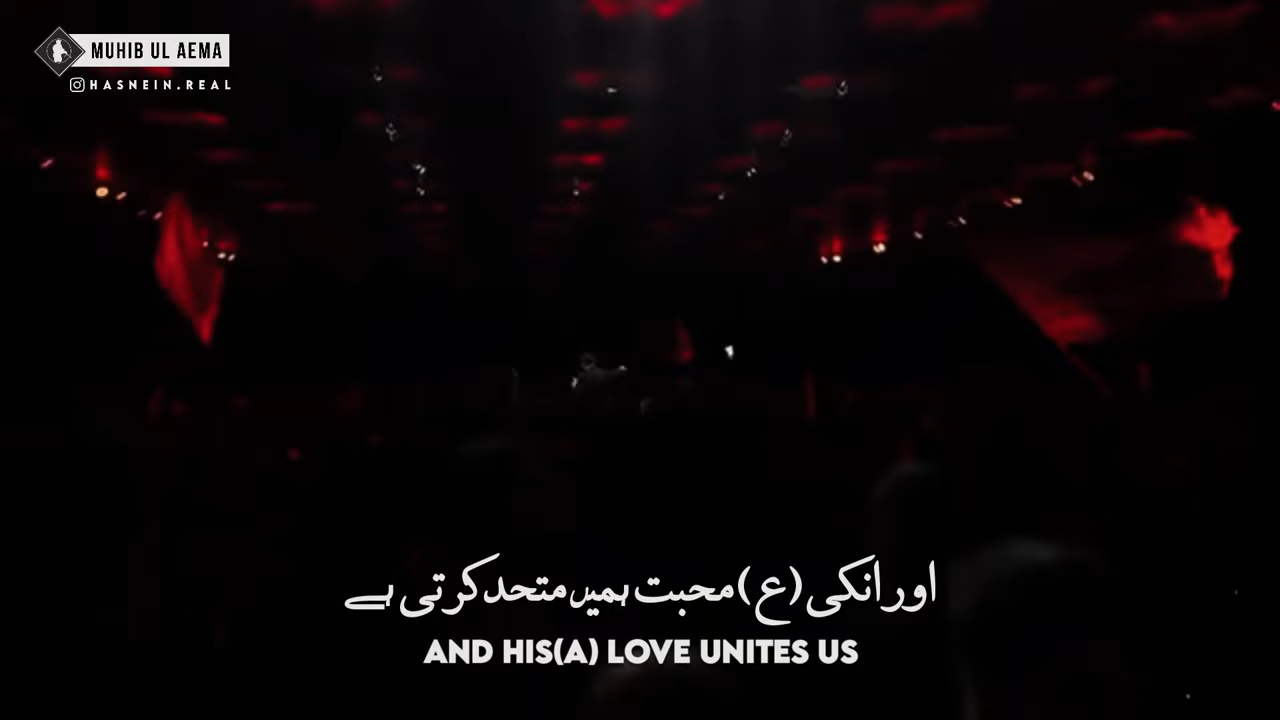 MUHIB UL AEMA
HASNEIN.REAL
اور انکی (ع) محبت ہمیں متحد کرتی ہے
AND HIS(A) LOVE UNITES US